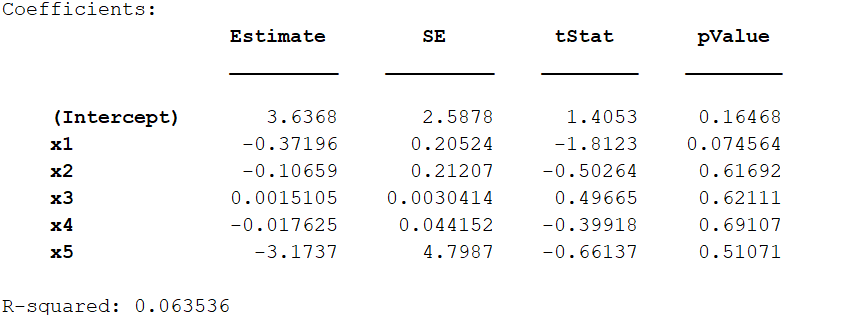 Coefficients:
Estimate SE tStat pValue
(Intercept) 3.6368 2.5878 1.4053 0.16468
x1 -0.37196 0.20524 -1.8123 0.074564
x2 -0.10659 0.21207 -0.50264 0.61692
x3 0.0015105 0.0030414 0.49665 0.62111
x4 -0.017625 0.044152 -0.39918 0.69107
x5 -3.1737 4.7987 -0.66137 0.51071
R-squared: 0.063536